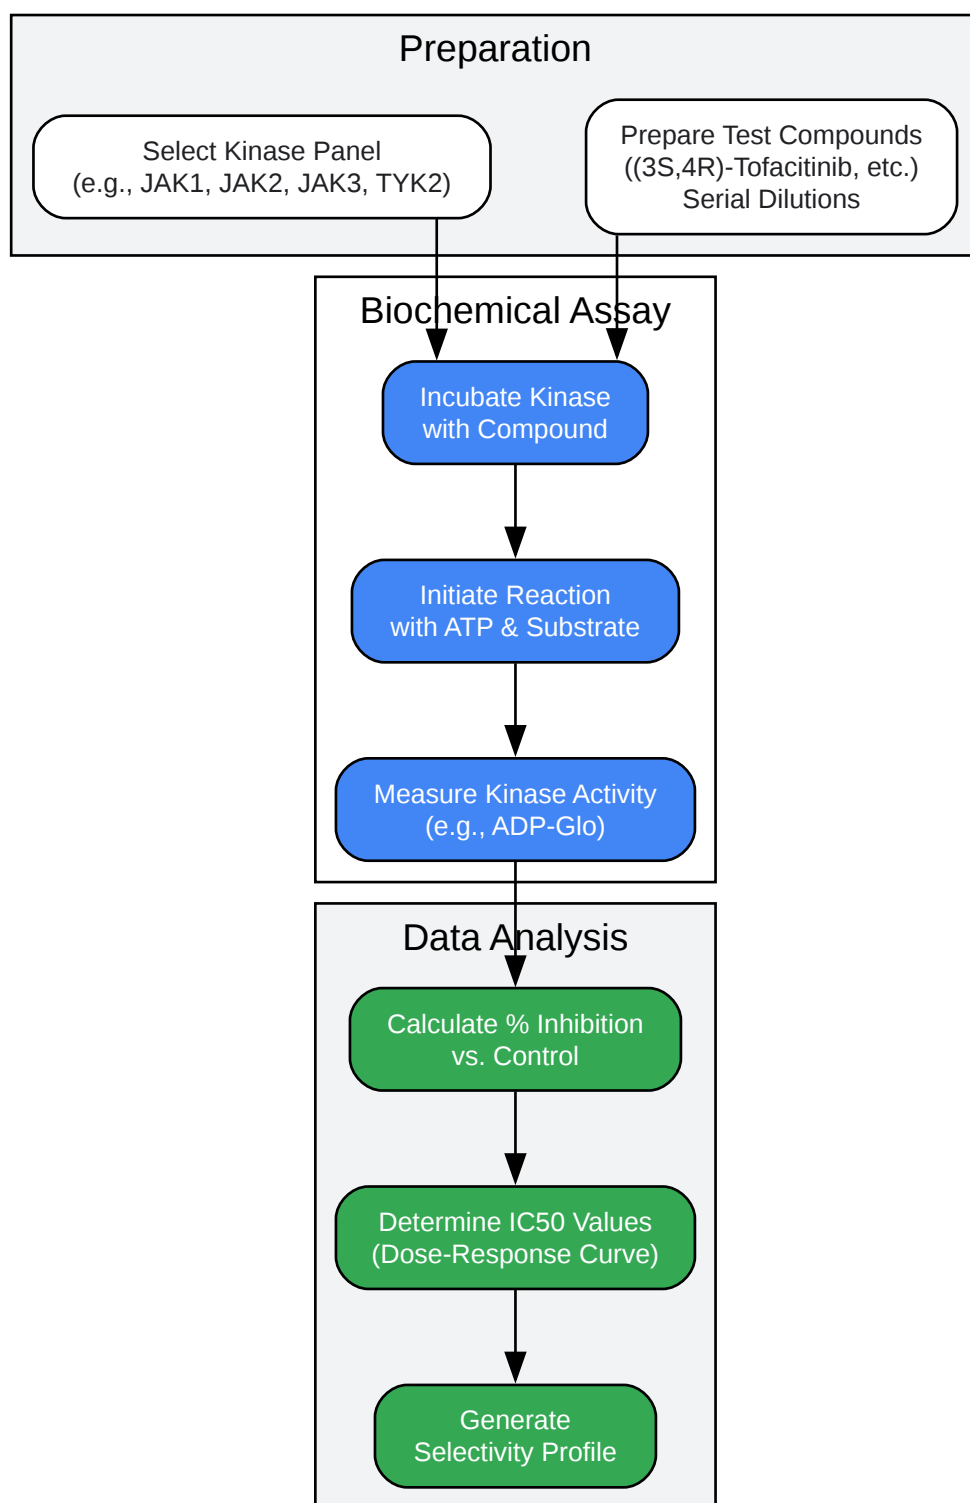 Preparation
Select Kinase Panel
(e.g., JAK1, JAK2, JAK3, TYK2)
Prepare Test Compounds
((3S,4R)-Tofacitinib, etc.)
Serial Dilutions
Biochemical Assay
Incubate Kinase
with Compound
Initiate Reaction
with ATP & Substrate
Measure Kinase Activity
(e.g., ADP-Glo)
Data Analysis
Calculate % Inhibition
vs. Control
Determine IC50 Values
(Dose-Response Curve)
Generate
Selectivity Profile